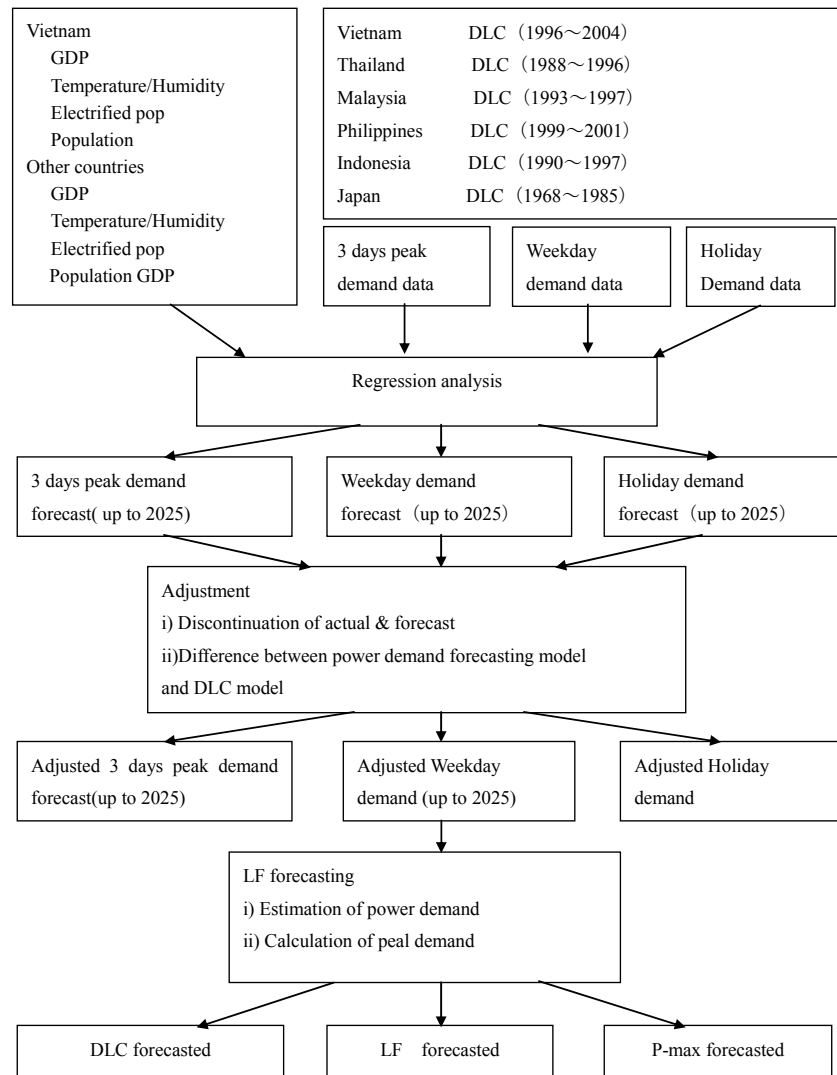 Vietnam
GDP
Temperature/Humidity
Electrified pop
Population
Other countries
GDP
Temperature/Humidity
Electrified pop
Population GDP
Vietnam DLC（1996～2004）
Thailand DLC（1988～1996）
Malaysia DLC（1993～1997）
Philippines DLC（1999～2001）
Indonesia DLC（1990～1997）
Japan DLC（1968～1985）
3 days peak
demand data
Weekday
demand data
Holiday
Demand data
Regression analysis
3 days peak demand
forecast( up to 2025)
Weekday demand
forecast（up to 2025）
Holiday demand
forecast（up to 2025）
Adjustment
i) Discontinuation of actual & forecast
ii)Difference between power demand forecasting model
and DLC model
Adjusted 3 days peak demand
forecast(up to 2025)
Adjusted Weekday
demand (up to 2025)
Adjusted Holiday
demand
LF forecasting
i) Estimation of power demand
ii) Calculation of peal demand
DLC forecasted
LF forecasted
P-max forecasted